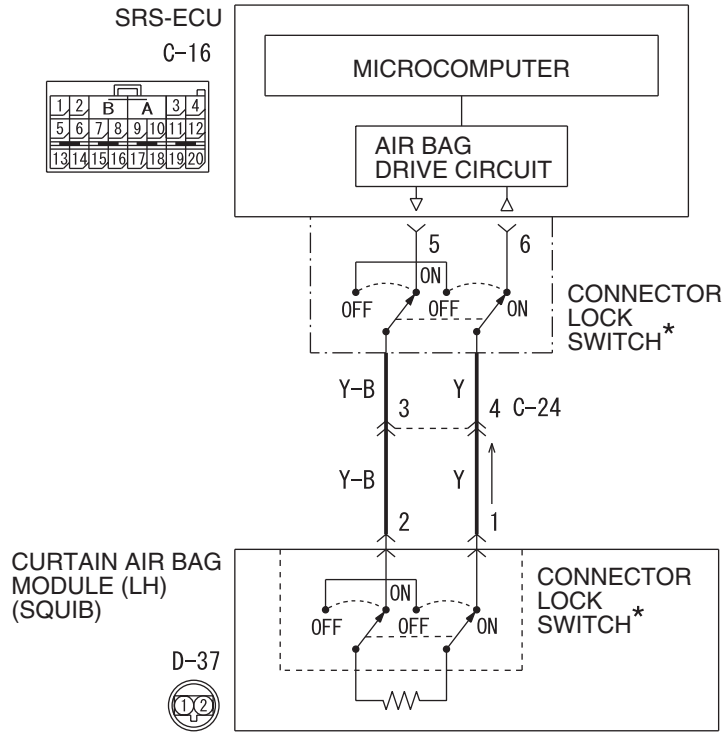 SRS-ECU
C-16
MICROCOMPUTER
1 2 B A 3 4
5 6 7 8 9 10 11 12
13 14 15 16 17 18 19 20
AIR BAG
DRIVE CIRCUIT
5 6
ON
OFF OFF ON
CONNECTOR
LOCK
SWITCH*
Y-B Y
3 4 C-24
Y-B Y
2 1
CURTAIN AIR BAG
MODULE (LH)
(SQUIB)
ON
OFF OFF ON
CONNECTOR
LOCK
SWITCH*
D-37
1 2